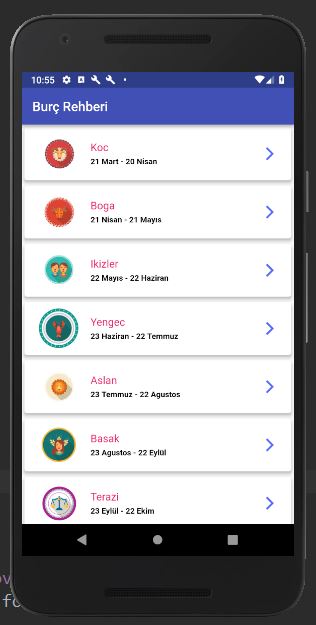 10:55
Burç Rehberi
Koc
21 Mart - 20 Nisan
Boga
21 Nisan - 21 Mayıs
Ikizler
22 Mayıs - 22 Haziran
Yengec
23 Haziran - 22 Temmuz
Aslan
23 Temmuz - 22 Agustos
Basak
23 Agustos - 22 Eylül
Terazi
23 Eylül - 22 Ekim